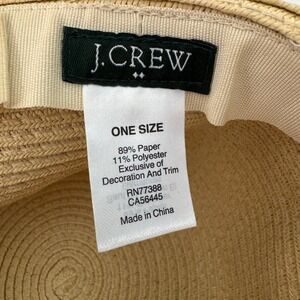 J.CREW
ONE SIZE
89% Paper
11% Polyester
Exclusive of
Decoration And Trim
RN77388
CA56445
Made in China